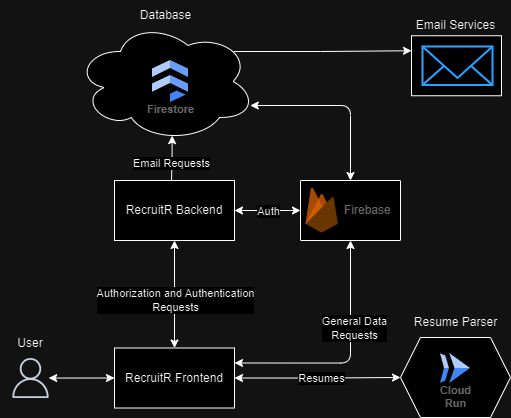 Database
Email Services
Firestore
Email Requests
RecruitR Backend
Auth
Firebase
Authorization and Authentication
Requests
General Data
Requests
Resume Parser
User
RecruitR Frontend
Resumes
Cloud
Run